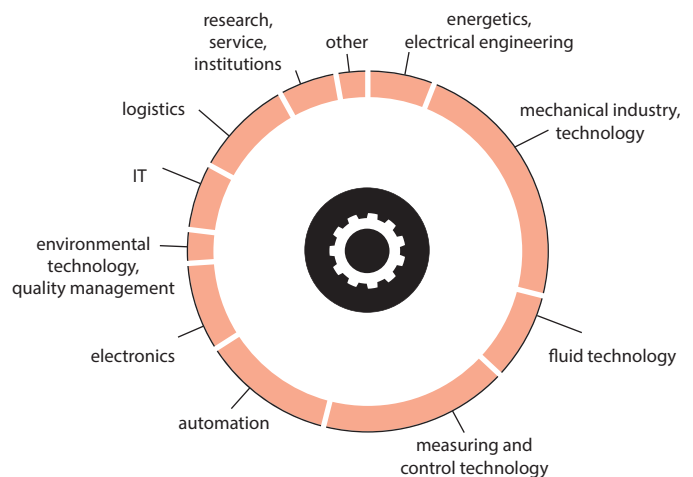 energetics,
electrical engineering
mechanical industry,
technology
fluid technology
measuring and
control technology
automation
electronics
environmental
technology,
quality management
IT
logistics
research,
service,
institutions
other